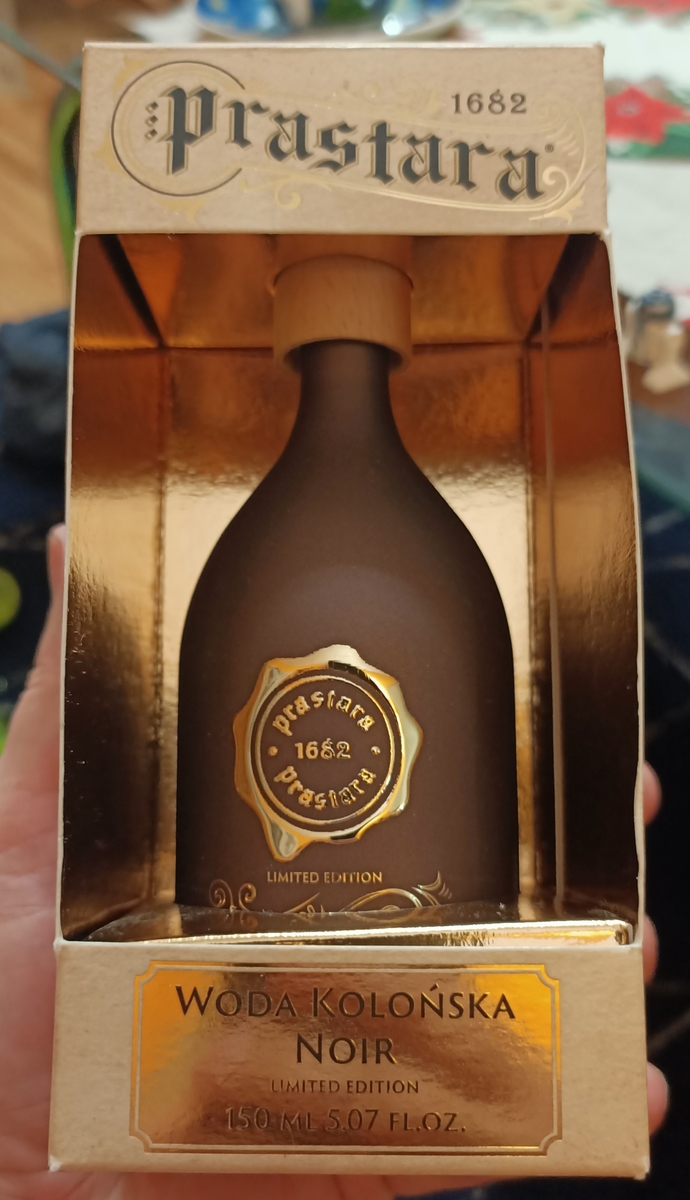 1682
Prastara
prastara
1682
prastara
LIMITED EDITION
WODA KOLOŃSKA
NOIR
LIMITED EDITION
150 ML 5.07 FL.OZ.